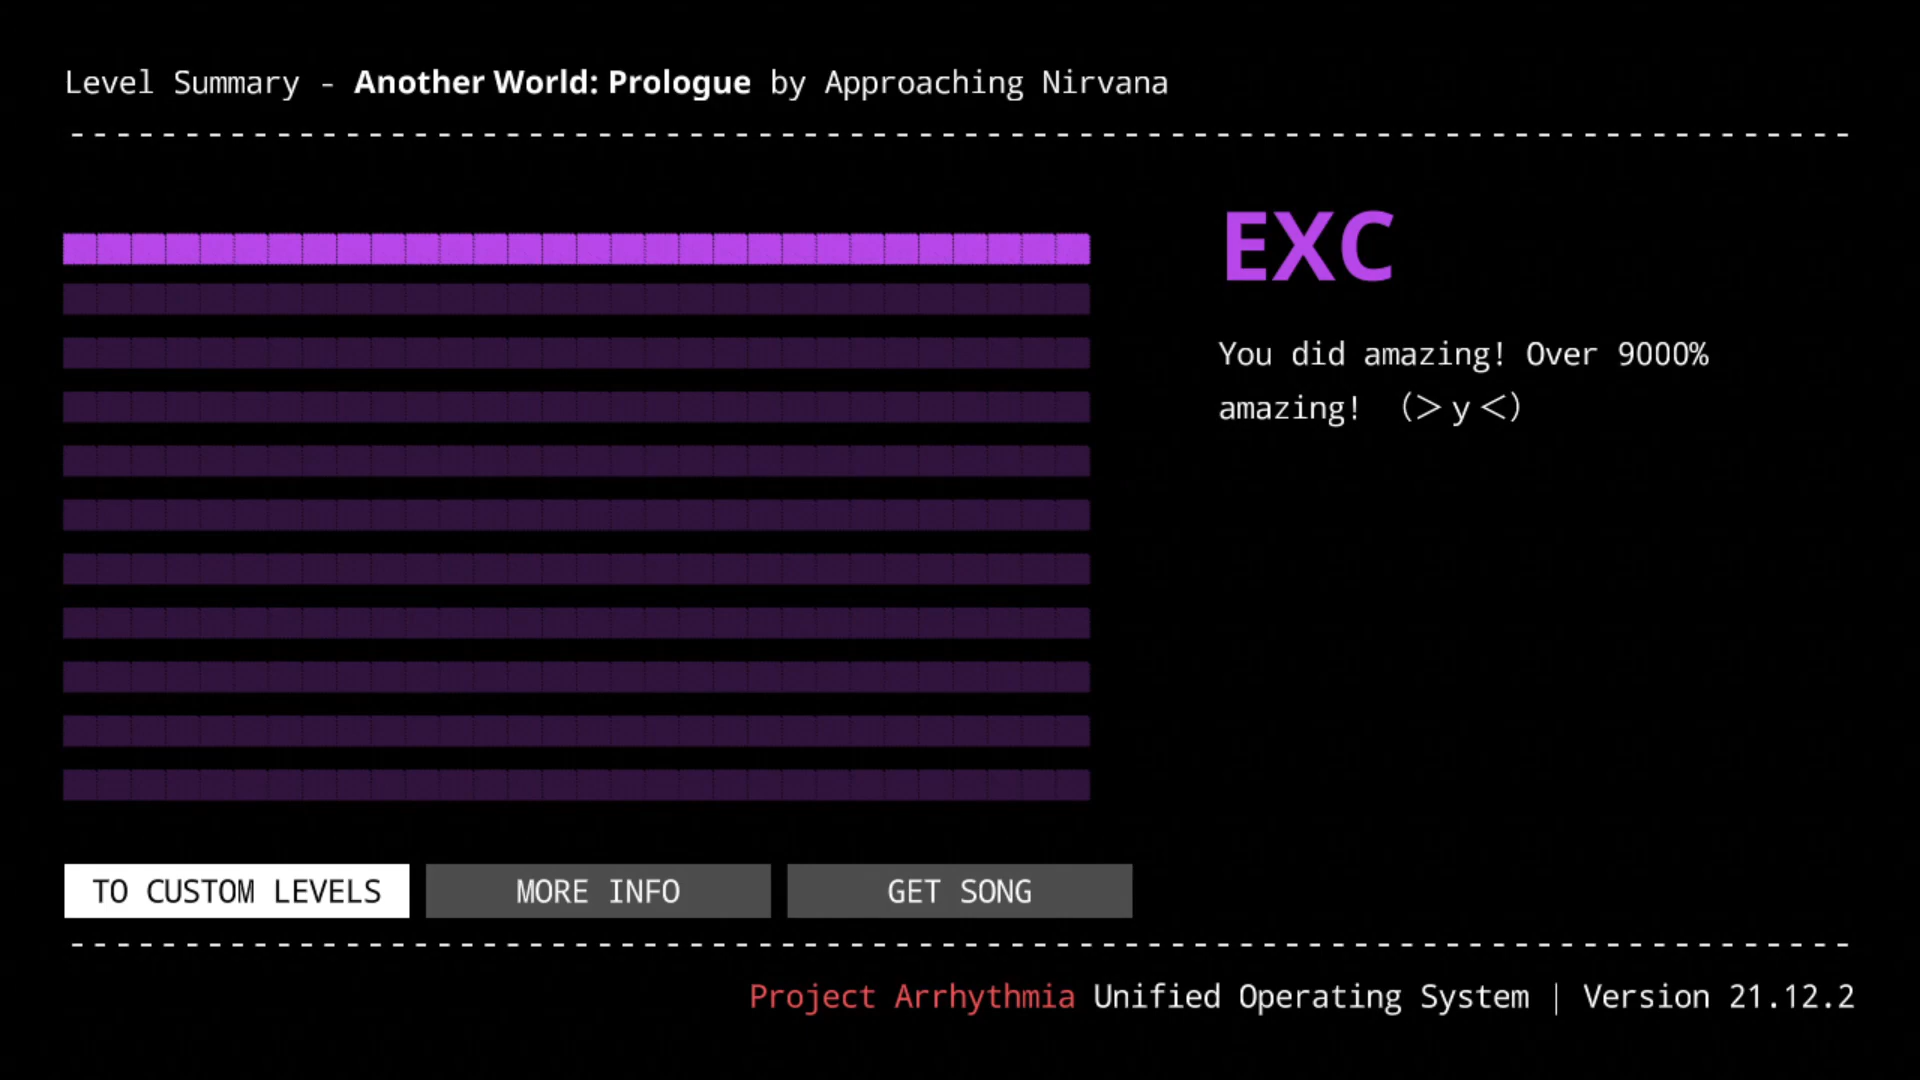 Level Summary - Another World: Prologue by Approaching Nirvana
EXC
You did amazing! Over 9000%
amazing! (＞y＜)
TO CUSTOM LEVELS
MORE INFO
GET SONG
Project Arrhythmia Unified Operating System | Version 21.12.2